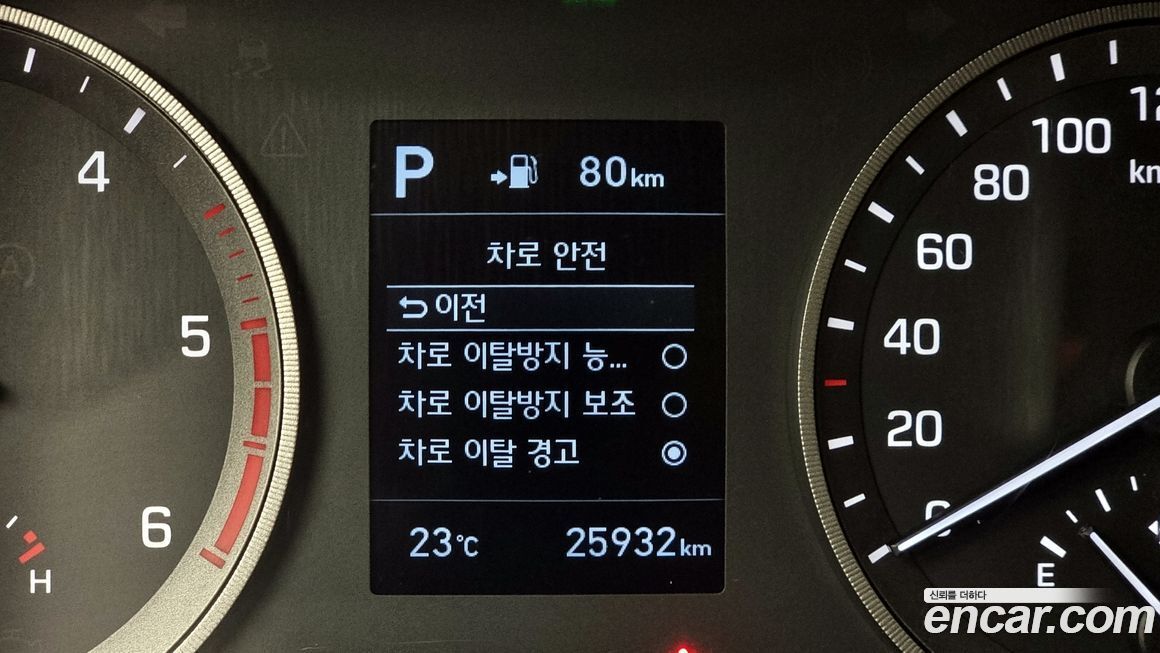 P 80km
차로 안전
이전
차로 이탈방지 능...
차로 이탈방지 보조
차로 이탈 경고
23℃ 25932km
4
5
6
H
100
80
60
40
20
0
E
신뢰를 더하다
encar.com